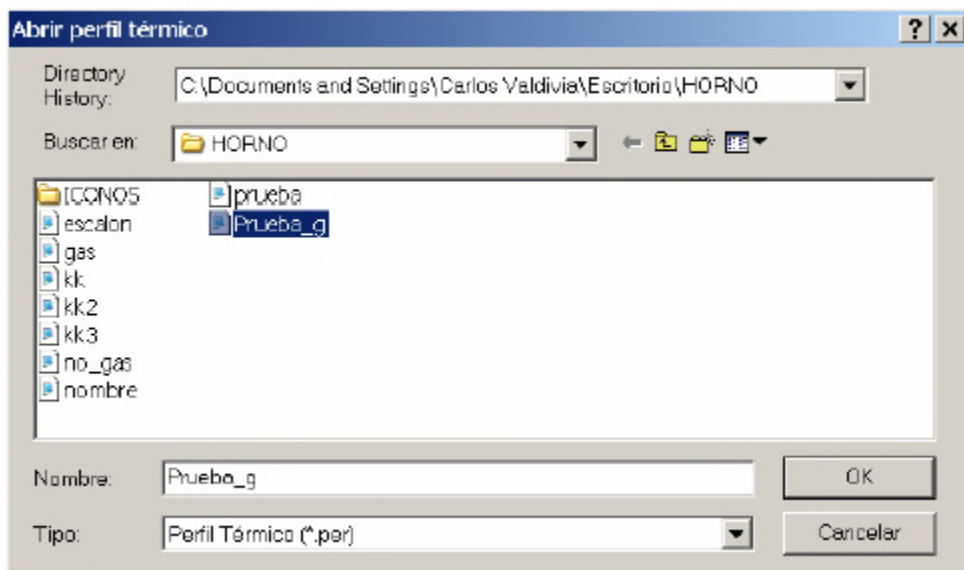 Abrir perfil térmico
Directory
History:
C:\Documents and Settings\Carlos Valdivia\Escritorio\HORNO
Buscar en:
HORNO
ICONOS
escalon
gas
kk
kk2
kk3
no_gas
nombre
prueba
Prueba_g
Nombre:
Prueba_g
OK
Tipo:
Perfil Térmico (*.per)
Cancelar